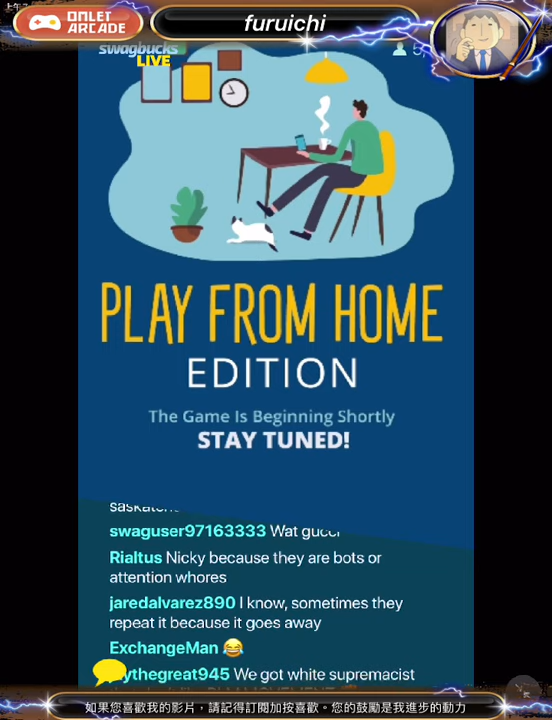 上午
OMLET
ARCADE
furuichi
swagbucks
LIVE
PLAY FROM HOME
EDITION
The Game Is Beginning Shortly
STAY TUNED!
swaguser97163333 Wat gucci
Rialtus Nicky because they are bots or
attention whores
jaredalvarez890 I know, sometimes they
repeat it because it goes away
ExchangeMan 😂
ythegreat945 We got white supremacist
如果您喜歡我的影片，請記得訂閱加按喜歡。您的鼓勵是我進步的動力